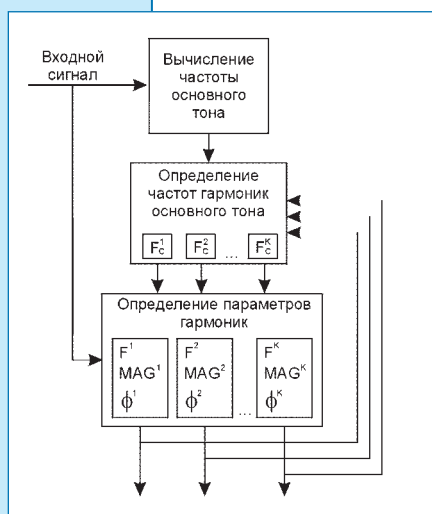 Входной
сигнал
Вычисление
частоты
основного
тона
Определение
частот гармоник
основного тона
F¹c F²c ... Fᴷc
Определение параметров
гармоник
F¹ F² Fᴷ
MAG¹ MAG² MAGᴷ
ϕ¹ ϕ² ... ϕᴷ